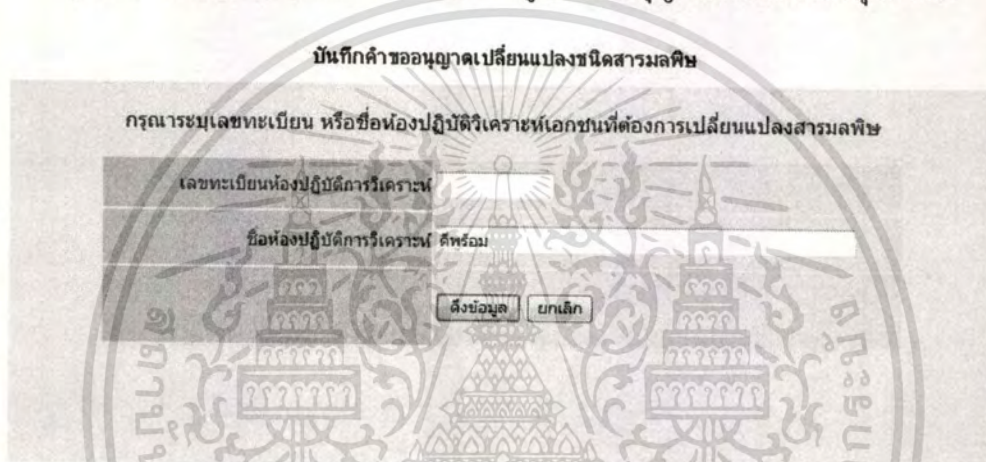 บันทึกคำขออนุญาตเปลี่ยนแปลงชนิดสารมลพิษ
กรุณาระบุเลขทะเบียน หรือชื่อห้องปฏิบัติวิเคราะห์เอกชนที่ต้องการเปลี่ยนแปลงสารมลพิษ
เลขทะเบียนห้องปฏิบัติการวิเคราะห์
ชื่อห้องปฏิบัติการวิเคราะห์ ดีพร้อม
ดึงข้อมูล ยกเลิก